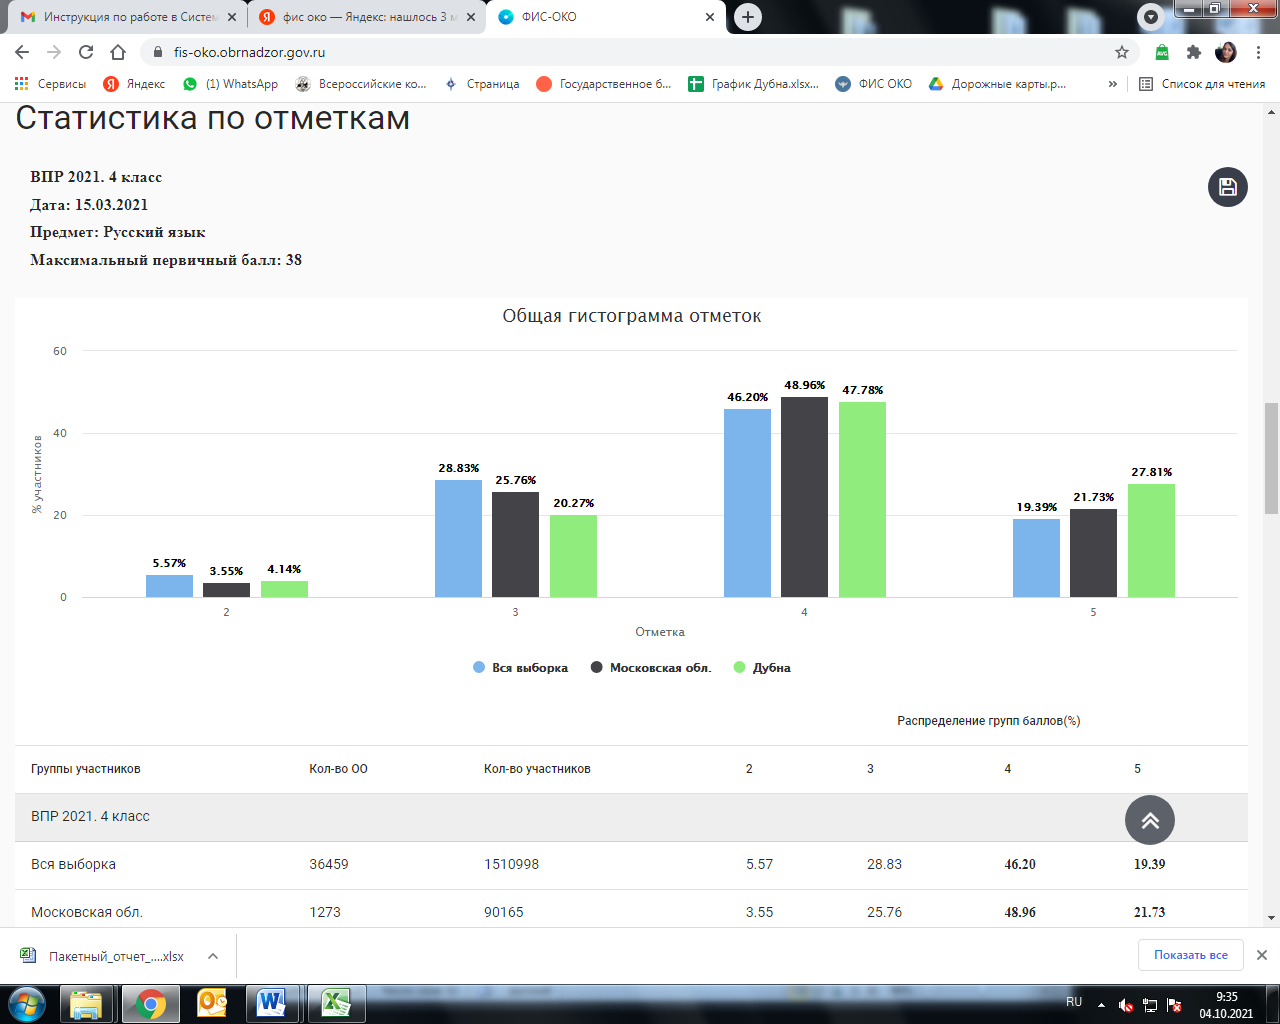 Инструкция по работе в Систем
фис око — Яндекс: нашлось 3 м
ФИС-ОКО
fis-oko.obrnadzor.gov.ru
Сервисы
Яндекс
(1) WhatsApp
Всероссийские ко...
Страница
Государственное б...
График Дубна.xlsx...
ФИС ОКО
Дорожные карты.р...
»
Список для чтения
Статистика по отметкам
ВПР 2021. 4 класс
Дата: 15.03.2021
Предмет: Русский язык
Максимальный первичный балл: 38
Общая гистограмма отметок
% участников
60
40
20
0
5.57% 3.55% 4.14%
28.83% 25.76% 20.27%
46.20% 48.96% 47.78%
19.39% 21.73% 27.81%
2 3 4 5
Отметка
Вся выборка Московская обл. Дубна
Распределение групп баллов(%)
Группы участников Кол-во ОО Кол-во участников 2 3 4 5
ВПР 2021. 4 класс
Вся выборка 36459 1510998 5.57 28.83 46.20 19.39
Московская обл. 1273 90165 3.55 25.76 48.96 21.73
Пакетный_отчет_....xlsx
Показать все
RU
9:35
04.10.2021